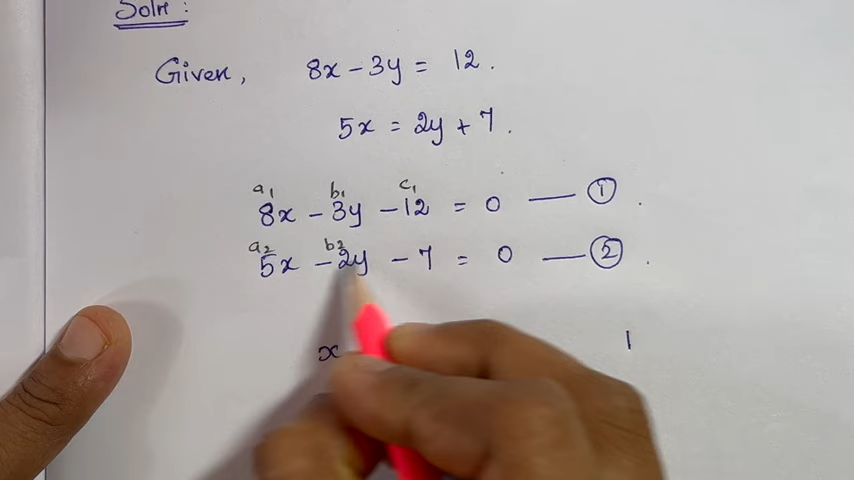 Soln :
Given, 8x - 3y = 12.
5x = 2y + 7.
a₁ b₁ c₁
8x - 3y - 12 = 0 — ① .
a₂ b₂
5x - 2y - 7 = 0 — ② .
x 1